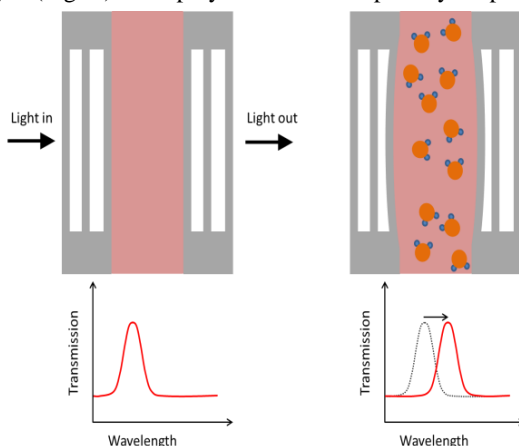 Light in
Light out
Transmission
Wavelength
Transmission
Wavelength